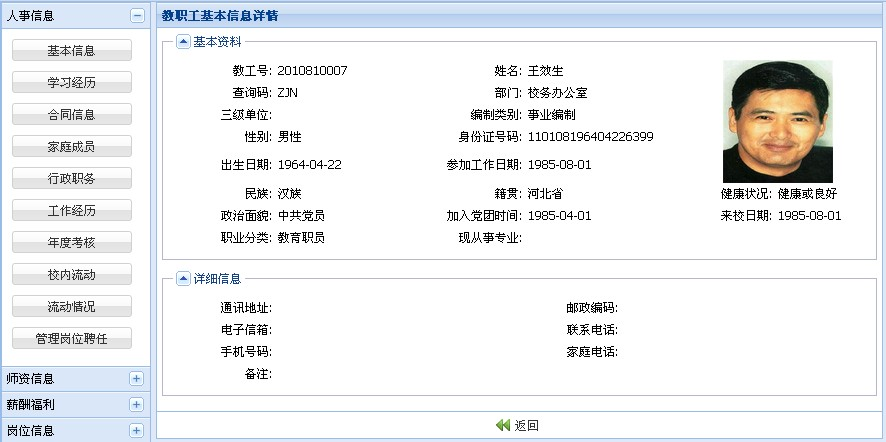 人事信息
基本信息
学习经历
合同信息
家庭成员
行政职务
工作经历
年度考核
校内流动
流动情况
管理岗位聘任
师资信息
薪酬福利
岗位信息
教职工基本信息详情
基本资料
教工号: 2010810007 姓名: 王效生
查询码: ZJN 部门: 校务办公室
三级单位: 编制类别: 事业编制
性别: 男性 身份证号码: 110108196404226399
出生日期: 1964-04-22 参加工作日期: 1985-08-01
民族: 汉族 籍贯: 河北省 健康状况: 健康或良好
政治面貌: 中共党员 加入党团时间: 1985-04-01 来校日期: 1985-08-01
职业分类: 教育职员 现从事专业:
详细信息
通讯地址: 邮政编码:
电子信箱: 联系电话:
手机号码: 家庭电话:
备注:
返回